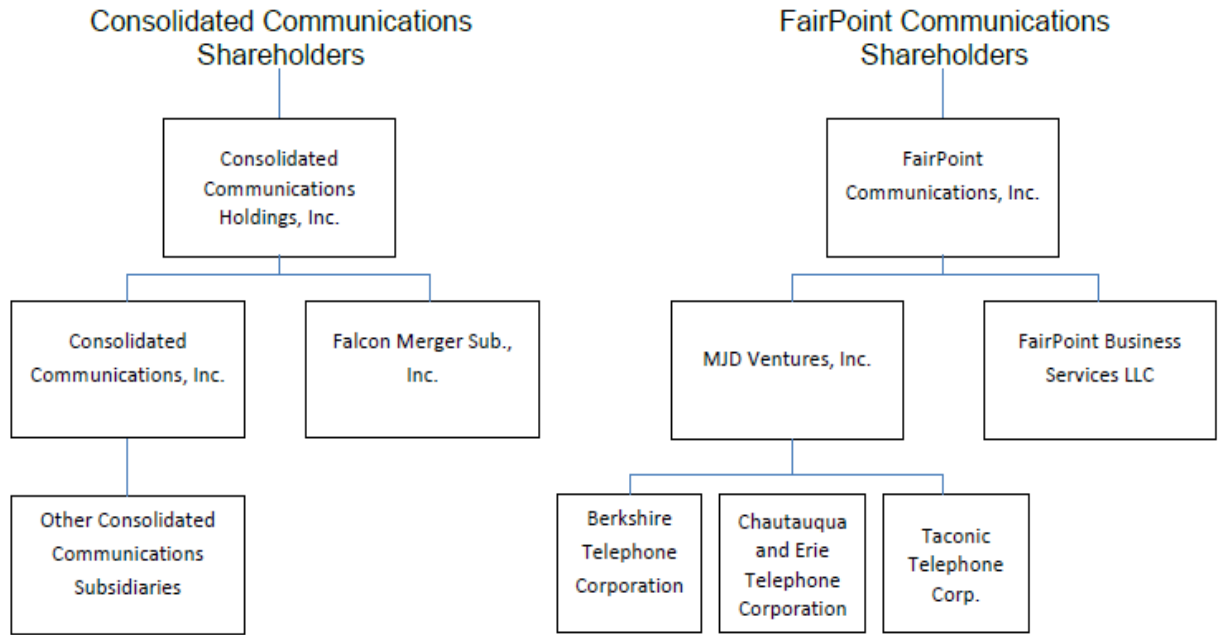 Consolidated Communications
Shareholders
FairPoint Communications
Shareholders
Consolidated
Communications
Holdings, Inc.
FairPoint
Communications, Inc.
Consolidated
Communications, Inc.
Falcon Merger Sub.,
Inc.
MJD Ventures, Inc.
FairPoint Business
Services LLC
Other Consolidated
Communications
Subsidiaries
Berkshire
Telephone
Corporation
Chautauqua
and Erie
Telephone
Corporation
Taconic
Telephone
Corp.